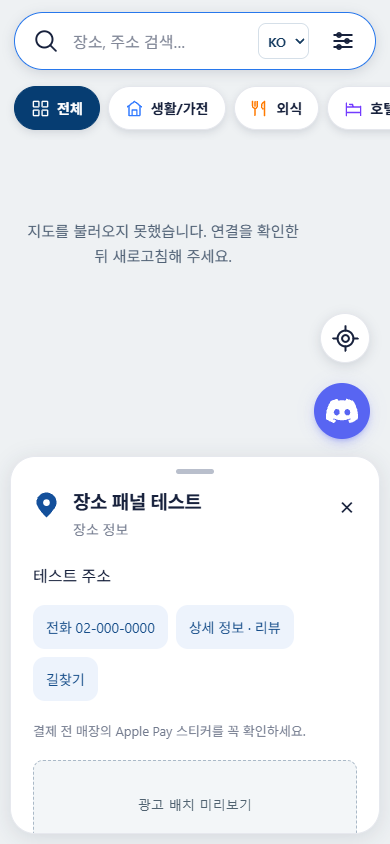 장소, 주소 검색...
KO
전체
생활/가전
외식
호텔
지도를 불러오지 못했습니다. 연결을 확인한
뒤 새로고침해 주세요.
장소 패널 테스트
장소 정보
테스트 주소
전화 02-000-0000
상세 정보 · 리뷰
길찾기
결제 전 매장의 Apple Pay 스티커를 꼭 확인하세요.
광고 배치 미리보기